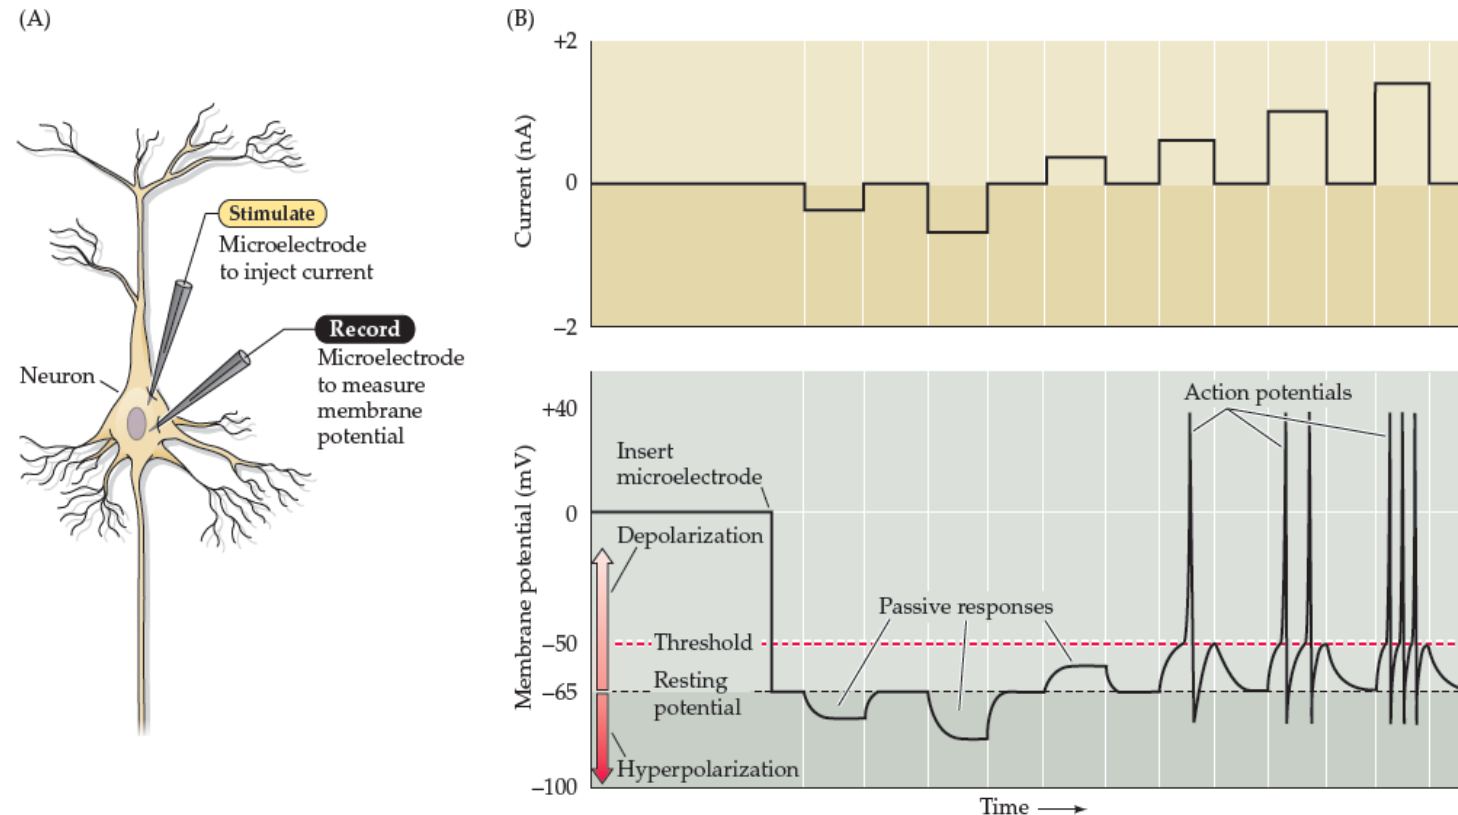 (A)
Stimulate
Microelectrode
to inject current
Record
Microelectrode
to measure
membrane
potential
Neuron
(B)
+2
0
–2
Current (nA)
+40
0
–50
–65
–100
Membrane potential (mV)
Insert
microelectrode
Depolarization
Threshold
Resting
potential
Hyperpolarization
Passive responses
Action potentials
Time